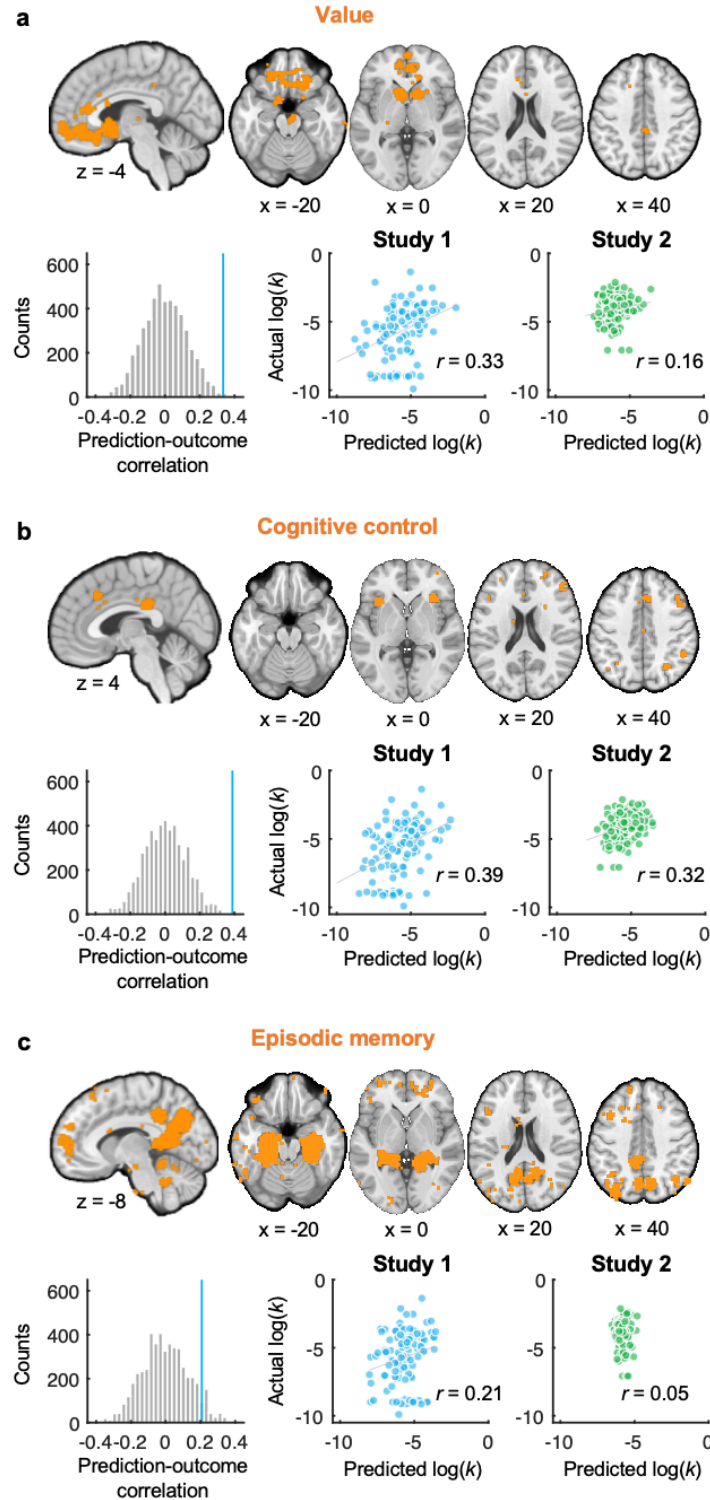 a
Value
z = -4
x = -20
x = 0
x = 20
x = 40
Study 1
Study 2
600
400
200
0
Counts
-0.4 -0.2 0 0.2 0.4
Prediction-outcome
correlation
0
-5
-10
Actual log(k)
r = 0.33
-10 -5 0
Predicted log(k)
0
-5
-10
r = 0.16
-10 -5 0
Predicted log(k)
b
Cognitive control
z = 4
x = -20
x = 0
x = 20
x = 40
Study 1
Study 2
600
400
200
0
Counts
-0.4 -0.2 0 0.2 0.4
Prediction-outcome
correlation
0
-5
-10
Actual log(k)
r = 0.39
-10 -5 0
Predicted log(k)
0
-5
-10
r = 0.32
-10 -5 0
Predicted log(k)
c
Episodic memory
z = -8
x = -20
x = 0
x = 20
x = 40
Study 1
Study 2
600
400
200
0
Counts
-0.4 -0.2 0 0.2 0.4
Prediction-outcome
correlation
0
-5
-10
Actual log(k)
r = 0.21
-10 -5 0
Predicted log(k)
0
-5
-10
r = 0.05
-10 -5 0
Predicted log(k)